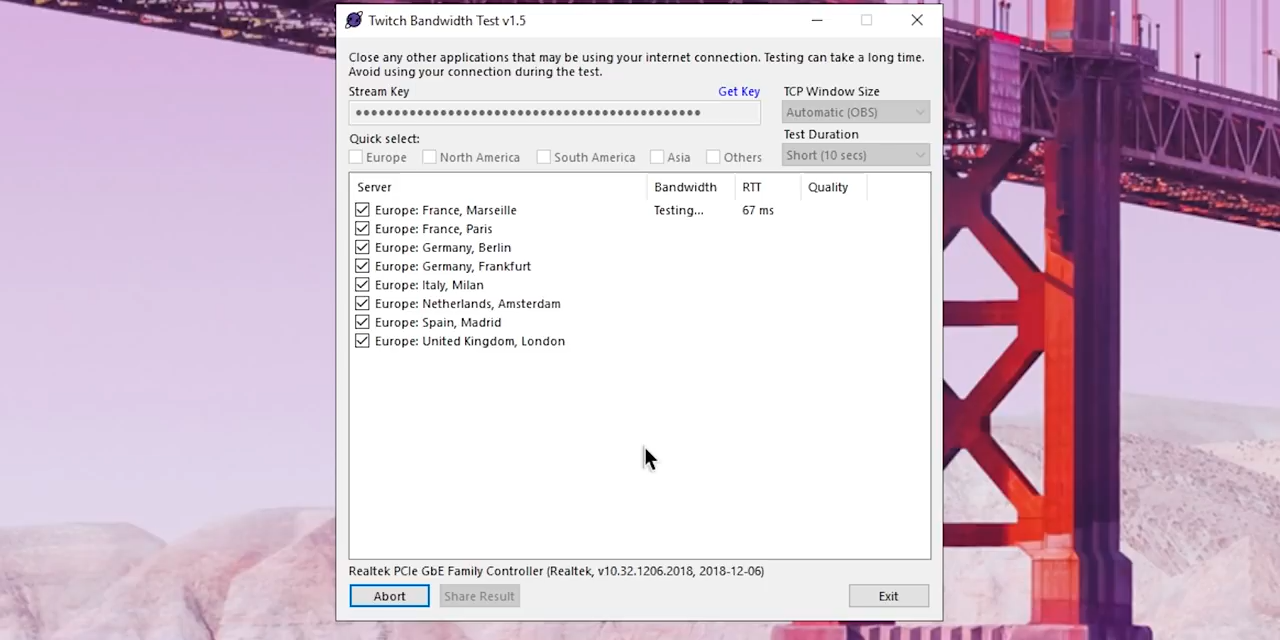 Twitch Bandwidth Test v1.5
Close any other applications that may be using your internet connection. Testing can take a long time.
Avoid using your connection during the test.
Stream Key
Get Key
TCP Window Size
••••••••••••••••••••••••••••••••••••••••••••
Automatic (OBS)
Quick select:
Test Duration
Europe
North America
South America
Asia
Others
Short (10 secs)
Server
Bandwidth
RTT
Quality
Europe: France, Marseille
Testing...
67 ms
Europe: France, Paris
Europe: Germany, Berlin
Europe: Germany, Frankfurt
Europe: Italy, Milan
Europe: Netherlands, Amsterdam
Europe: Spain, Madrid
Europe: United Kingdom, London
Realtek PCIe GbE Family Controller (Realtek, v10.32.1206.2018, 2018-12-06)
Abort
Share Result
Exit